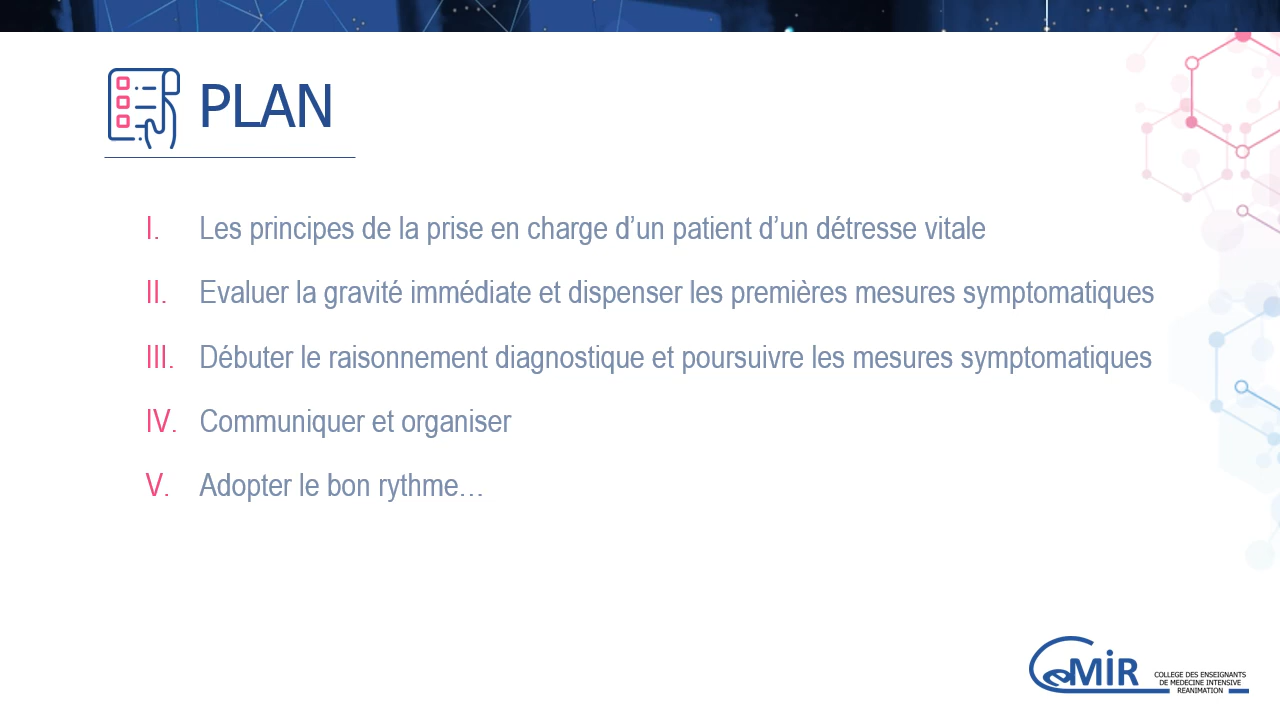 PLAN
I. Les principes de la prise en charge d’un patient d’un détresse vitale
II. Evaluer la gravité immédiate et dispenser les premières mesures symptomatiques
III. Débuter le raisonnement diagnostique et poursuivre les mesures symptomatiques
IV. Communiquer et organiser
V. Adopter le bon rythme…
CeMiR
COLLEGE DES ENSEIGNANTS
DE MEDECINE INTENSIVE
REANIMATION